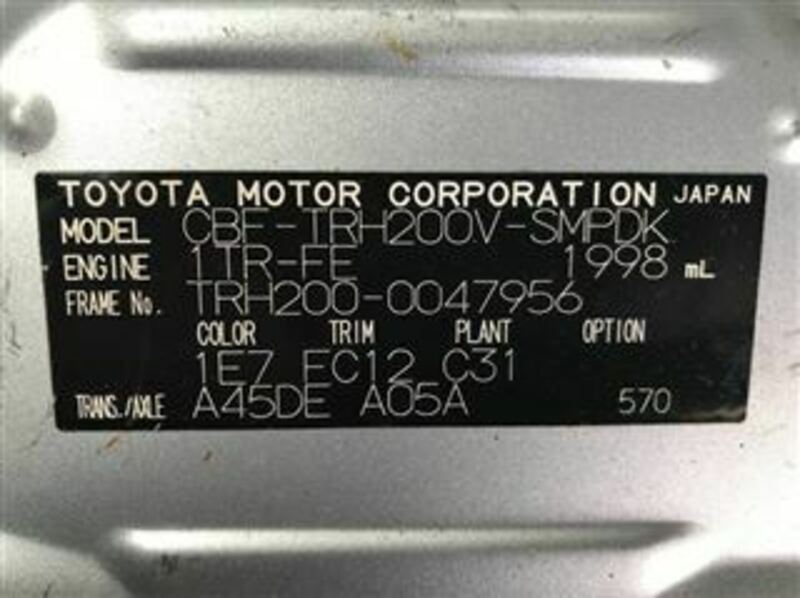 TOYOTA MOTOR CORPORATION JAPAN
MODEL CBF-TRH200V-SMPDK
ENGINE 1TR-FE 1998 mL
FRAME No. TRH200-0047956
COLOR TRIM PLANT OPTION
1E7 FC12 C31
TRANS./AXLE A45DE A05A 570